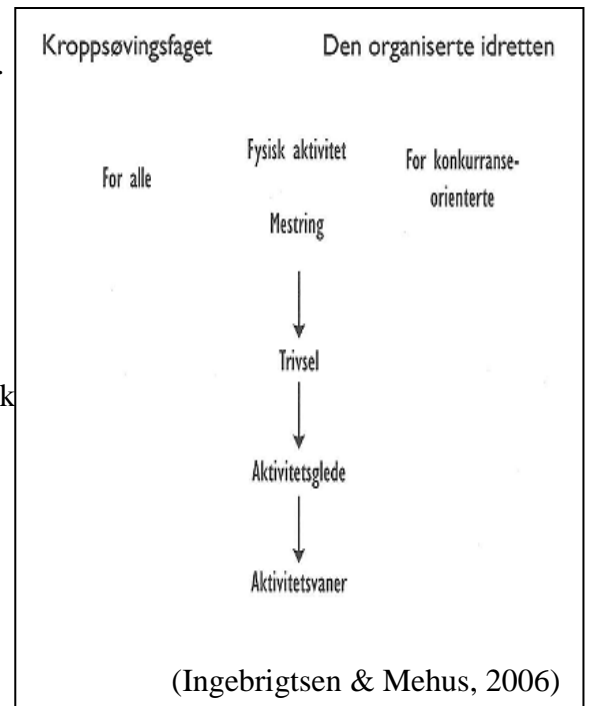 Kroppsøvingsfaget
Den organiserte idretten
For alle
Fysisk aktivitet
For konkurranse-
orienterte
Mestring
Trivsel
k
Aktivitetsglede
Aktivitetsvaner
(Ingebrigtsen & Mehus, 2006)